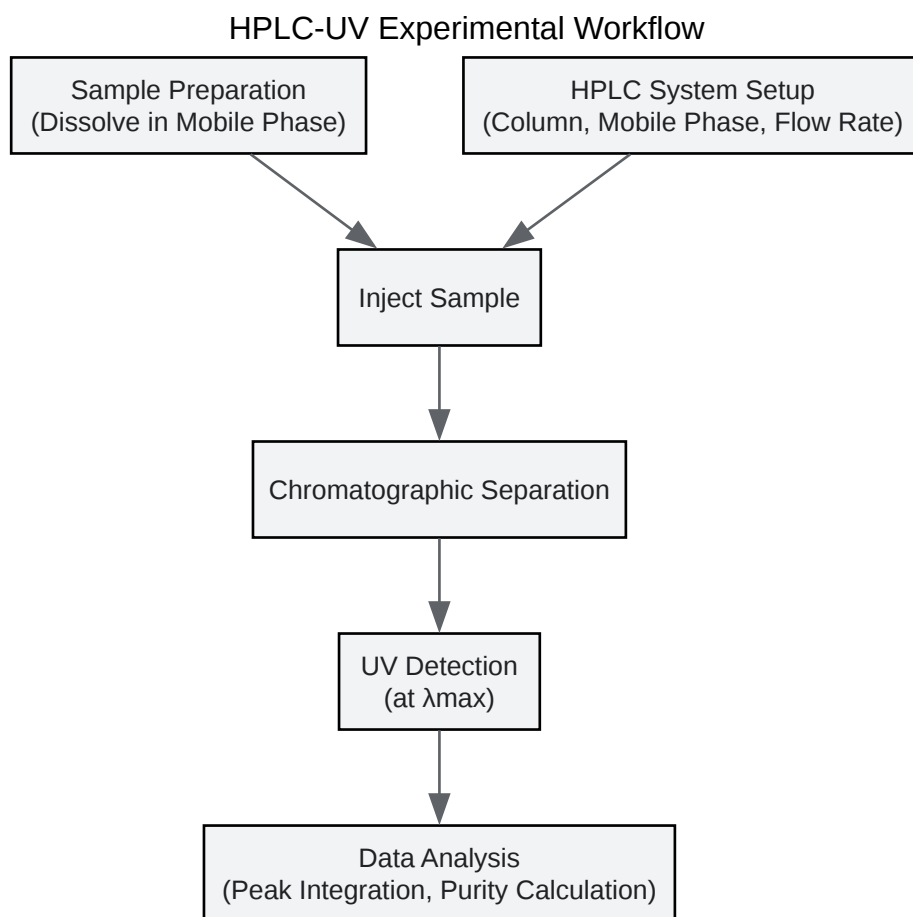 HPLC-UV Experimental Workflow
Sample Preparation
(Dissolve in Mobile Phase)
HPLC System Setup
(Column, Mobile Phase, Flow Rate)
Inject Sample
Chromatographic Separation
UV Detection
(at λmax)
Data Analysis
(Peak Integration, Purity Calculation)